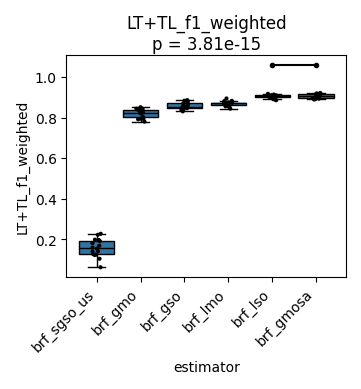 LT+TL_f1_weighted
p = 3.81e-15
LT+TL_f1_weighted
1.0
0.8
0.6
0.4
0.2
brf_sgso_us
brf_gmo
brf_gso
brf_lmo
brf_lso
brf_gmosa
estimator